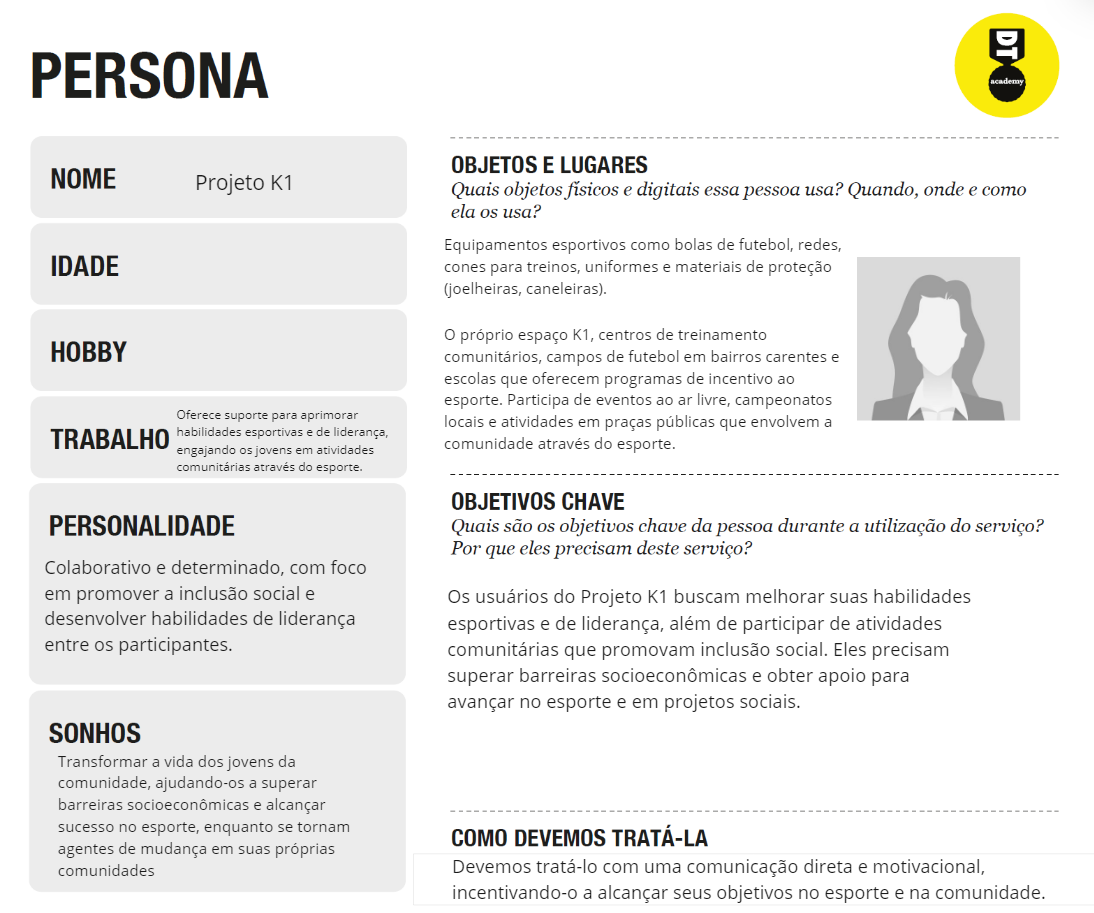 PERSONA
DT
academy
NOME
Projeto K1
IDADE
HOBBY
TRABALHO
Oferece suporte para aprimorar
habilidades esportivas e de liderança,
engajando os jovens em atividades
comunitárias através do esporte.
PERSONALIDADE
Colaborativo e determinado, com foco
em promover a inclusão social e
desenvolver habilidades de liderança
entre os participantes.
SONHOS
Transformar a vida dos jovens da
comunidade, ajudando-os a superar
barreiras socioeconômicas e alcançar
sucesso no esporte, enquanto se tornam
agentes de mudança em suas próprias
comunidades
OBJETOS E LUGARES
Quais objetos físicos e digitais essa pessoa usa? Quando, onde e como
ela os usa?
Equipamentos esportivos como bolas de futebol, redes,
cones para treinos, uniformes e materiais de proteção
(joelheiras, caneleiras).
O próprio espaço K1, centros de treinamento
comunitários, campos de futebol em bairros carentes e
escolas que oferecem programas de incentivo ao
esporte. Participa de eventos ao ar livre, campeonatos
locais e atividades em praças públicas que envolvem a
comunidade através do esporte.
OBJETIVOS CHAVE
Quais são os objetivos chave da pessoa durante a utilização do serviço?
Por que eles precisam deste serviço?
Os usuários do Projeto K1 buscam melhorar suas habilidades
esportivas e de liderança, além de participar de atividades
comunitárias que promovam inclusão social. Eles precisam
superar barreiras socioeconômicas e obter apoio para
avançar no esporte e em projetos sociais.
COMO DEVEMOS TRATÁ-LA
Devemos tratá-lo com uma comunicação direta e motivacional,
incentivando-o a alcançar seus objetivos no esporte e na comunidade.